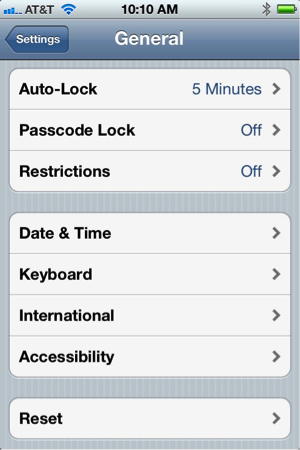 AT&T 10:10 AM
Settings General
Auto-Lock 5 Minutes
Passcode Lock Off
Restrictions Off
Date & Time
Keyboard
International
Accessibility
Reset